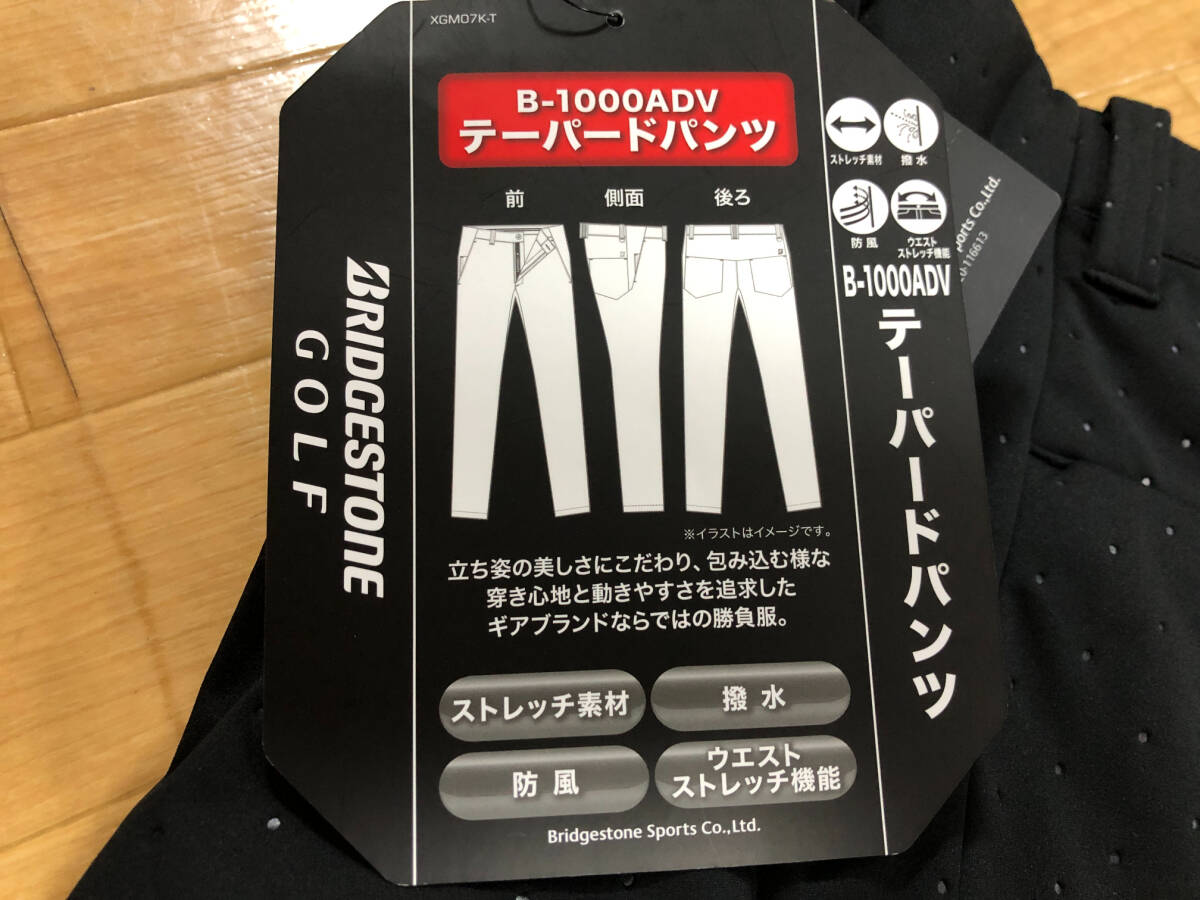 XGM07K-T
B-1000ADV
テーパードパンツ
前 側面 後ろ
※イラストはイメージです。
立ち姿の美しさにこだわり、包み込む様な
穿き心地と動きやすさを追求した
ギアブランドならではの勝負服。
ストレッチ素材
撥水
防風
ウエスト
ストレッチ機能
Bridgestone Sports Co.,Ltd.
BRIDGESTONE
GOLF
ストレッチ素材
撥水
防風
ウエスト
ストレッチ機能
B-1000ADV
テーパードパンツ
Sports Co.,Ltd.
0-116613